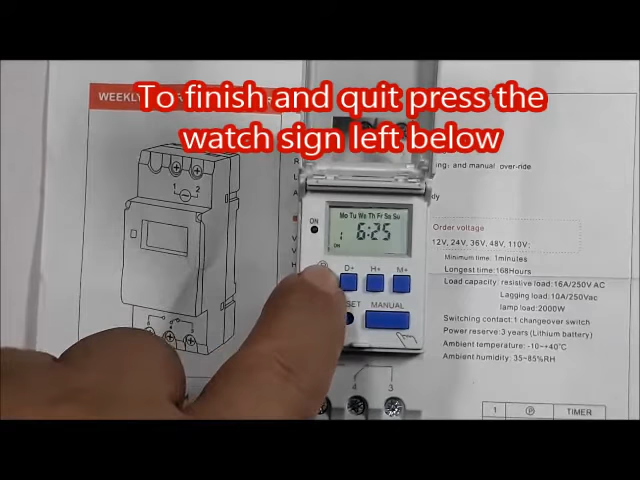 To finish and quit press the
watch sign left below
WEEKLY
ing; and manual over-ride
1 2
ON
Mo Tu We Th Fr Sa Su
1 6:25
ON
D+ H+ M+
MANUAL
4 3
Order voltage
12V, 24V, 36V, 48V, 110V:
Minimum time: 1minutes
Longest time: 168Hours
Load capacity: resistive load: 16A/250V AC
Lagging load: 10A/250Vac
lamp load: 2000W
Switching contact: 1 changeover switch
Power reserve: 3 years (Lithium battery)
Ambient temperature: -10~+40°C
Ambient humidity: 35~85%RH
1 P TIMER